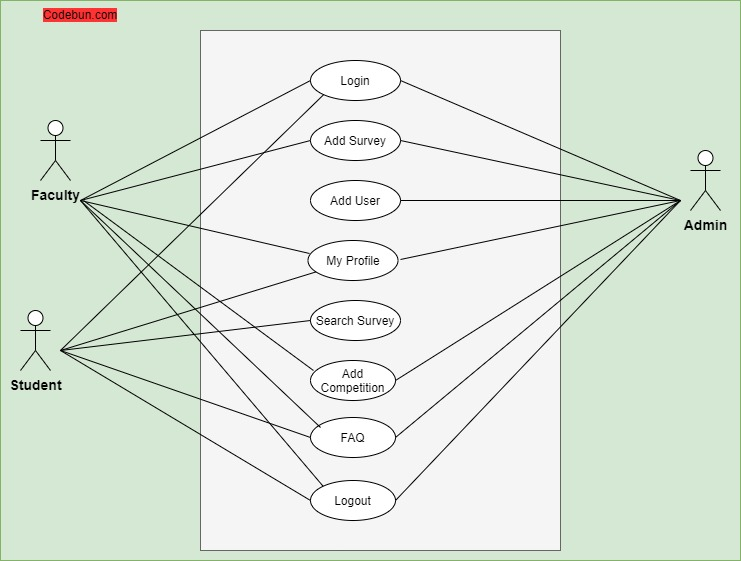 Codebun.com
Login
Add Survey
Faculty
Add User
Admin
My Profile
Search Survey
Student
Add
Competition
FAQ
Logout